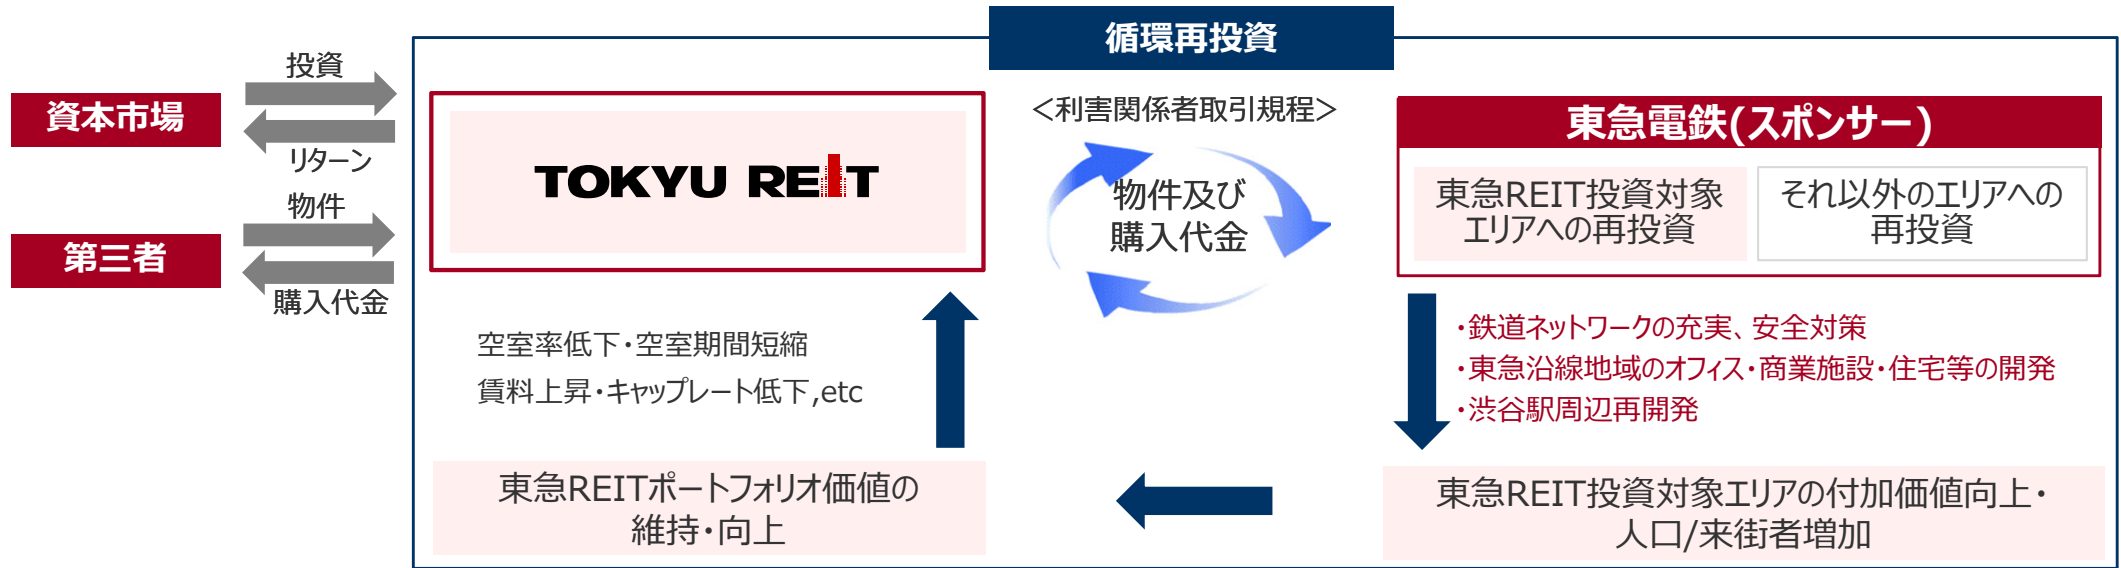 循環再投資
投資
資本市場
リターン
物件
第三者
購入代金
TOKYU REIT
＜利害関係者取引規程＞
物件及び
購入代金
東急電鉄(スポンサー)
東急REIT投資対象
エリアへの再投資
それ以外のエリアへの
再投資
空室率低下・空室期間短縮
賃料上昇・キャップレート低下,etc
・鉄道ネットワークの充実、安全対策
・東急沿線地域のオフィス・商業施設・住宅等の開発
・渋谷駅周辺再開発
東急REITポートフォリオ価値の
維持・向上
東急REIT投資対象エリアの付加価値向上・
人口/来街者増加